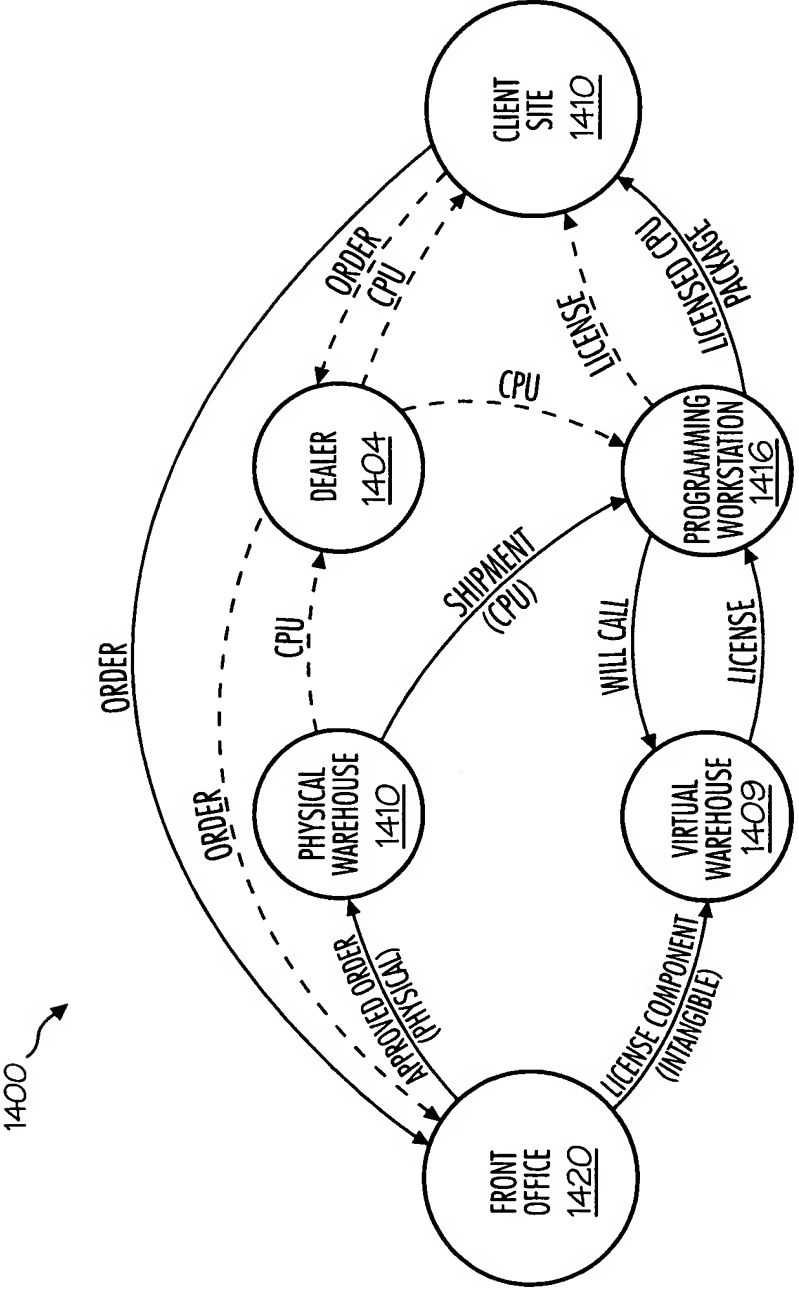 1400
ORDER
ORDER
ORDER
CPU
CPU
DEALER
1404
CLIENT
SITE
1410
CPU
PHYSICAL
WAREHOUSE
1410
APPROVED ORDER
(PHYSICAL)
SHIPMENT
(CPU)
LICENSE
LICENSED CPU
PACKAGE
FRONT
OFFICE
1420
LICENSE COMPONENT
(INTANGIBLE)
VIRTUAL
WAREHOUSE
1409
WILL CALL
LICENSE
PROGRAMMING
WORKSTATION
1416